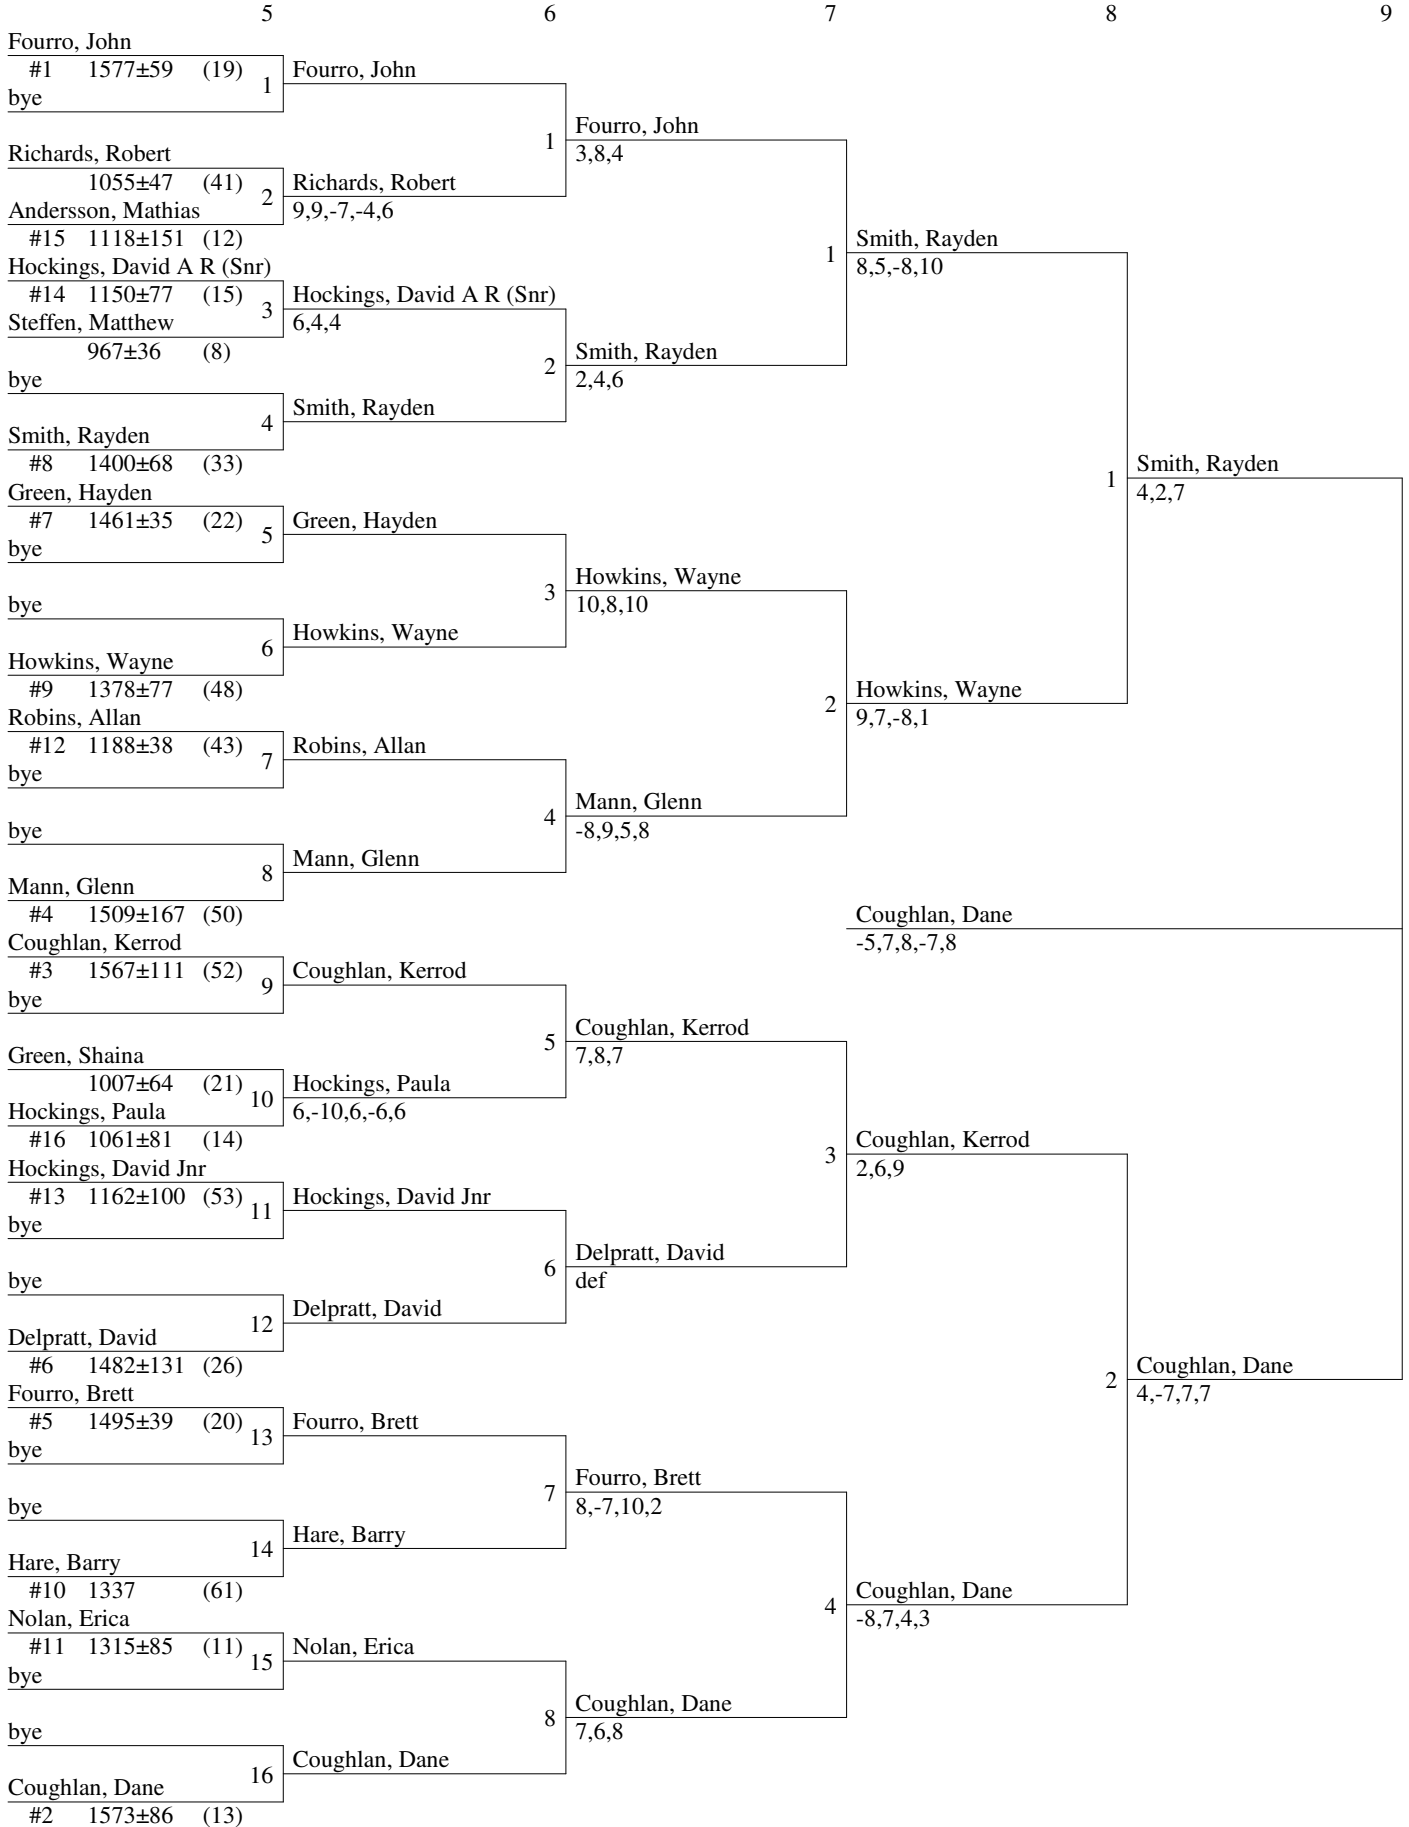 5 6 7 8 9
Fourro, John
#1 1577±59 (19)
1
Fourro, John
bye
Fourro, John
1
3,8,4
Richards, Robert
1055±47 (41)
2
Richards, Robert
Andersson, Mathias
9,9,-7,-4,6
#15 1118±151 (12)
Smith, Rayden
1
8,5,-8,10
Hockings, David A R (Snr)
#14 1150±77 (15)
3
Hockings, David A R (Snr)
Steffen, Matthew
6,4,4
967±36 (8)
Smith, Rayden
2
2,4,6
bye
Smith, Rayden
4
Smith, Rayden
#8 1400±68 (33)
Smith, Rayden
1
4,2,7
Green, Hayden
#7 1461±35 (22)
5
Green, Hayden
bye
Howkins, Wayne
3
10,8,10
bye
Howkins, Wayne
6
Howkins, Wayne
#9 1378±77 (48)
Howkins, Wayne
2
9,7,-8,1
Robins, Allan
#12 1188±38 (43)
7
Robins, Allan
bye
Mann, Glenn
4
-8,9,5,8
bye
Mann, Glenn
8
Mann, Glenn
#4 1509±167 (50)
Coughlan, Dane
-5,7,8,-7,8
Coughlan, Kerrod
#3 1567±111 (52)
9
Coughlan, Kerrod
bye
Coughlan, Kerrod
5
7,8,7
Green, Shaina
1007±64 (21)
10
Hockings, Paula
Hockings, Paula
6,-10,6,-6,6
#16 1061±81 (14)
Coughlan, Kerrod
3
2,6,9
Hockings, David Jnr
#13 1162±100 (53)
11
Hockings, David Jnr
bye
Delpratt, David
6
def
bye
Delpratt, David
12
Delpratt, David
#6 1482±131 (26)
Coughlan, Dane
2
4,-7,7,7
Fourro, Brett
#5 1495±39 (20)
13
Fourro, Brett
bye
Fourro, Brett
7
8,-7,10,2
bye
Hare, Barry
14
Hare, Barry
#10 1337 (61)
Coughlan, Dane
4
-8,7,4,3
Nolan, Erica
#11 1315±85 (11)
15
Nolan, Erica
bye
Coughlan, Dane
8
7,6,8
bye
Coughlan, Dane
16
Coughlan, Dane
#2 1573±86 (13)